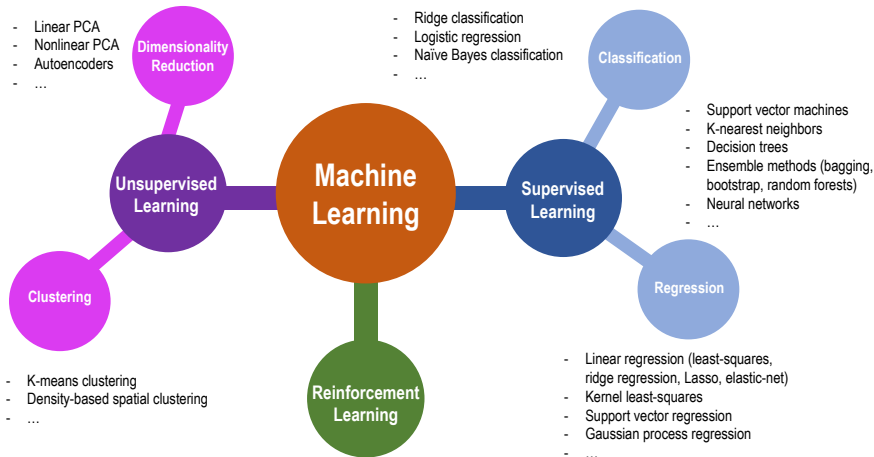 - Linear PCA
- Nonlinear PCA
- Autoencoders
- ...
Dimensionality
Reduction
- Ridge classification
- Logistic regression
- Naïve Bayes classification
- ...
Classification
- Support vector machines
- K-nearest neighbors
- Decision trees
- Ensemble methods (bagging,
bootstrap, random forests)
- Neural networks
- ...
Unsupervised
Learning
Machine
Learning
Supervised
Learning
Clustering
Regression
- K-means clustering
- Density-based spatial clustering
- ...
Reinforcement
Learning
- Linear regression (least-squares,
ridge regression, Lasso, elastic-net)
- Kernel least-squares
- Support vector regression
- Gaussian process regression
- ...